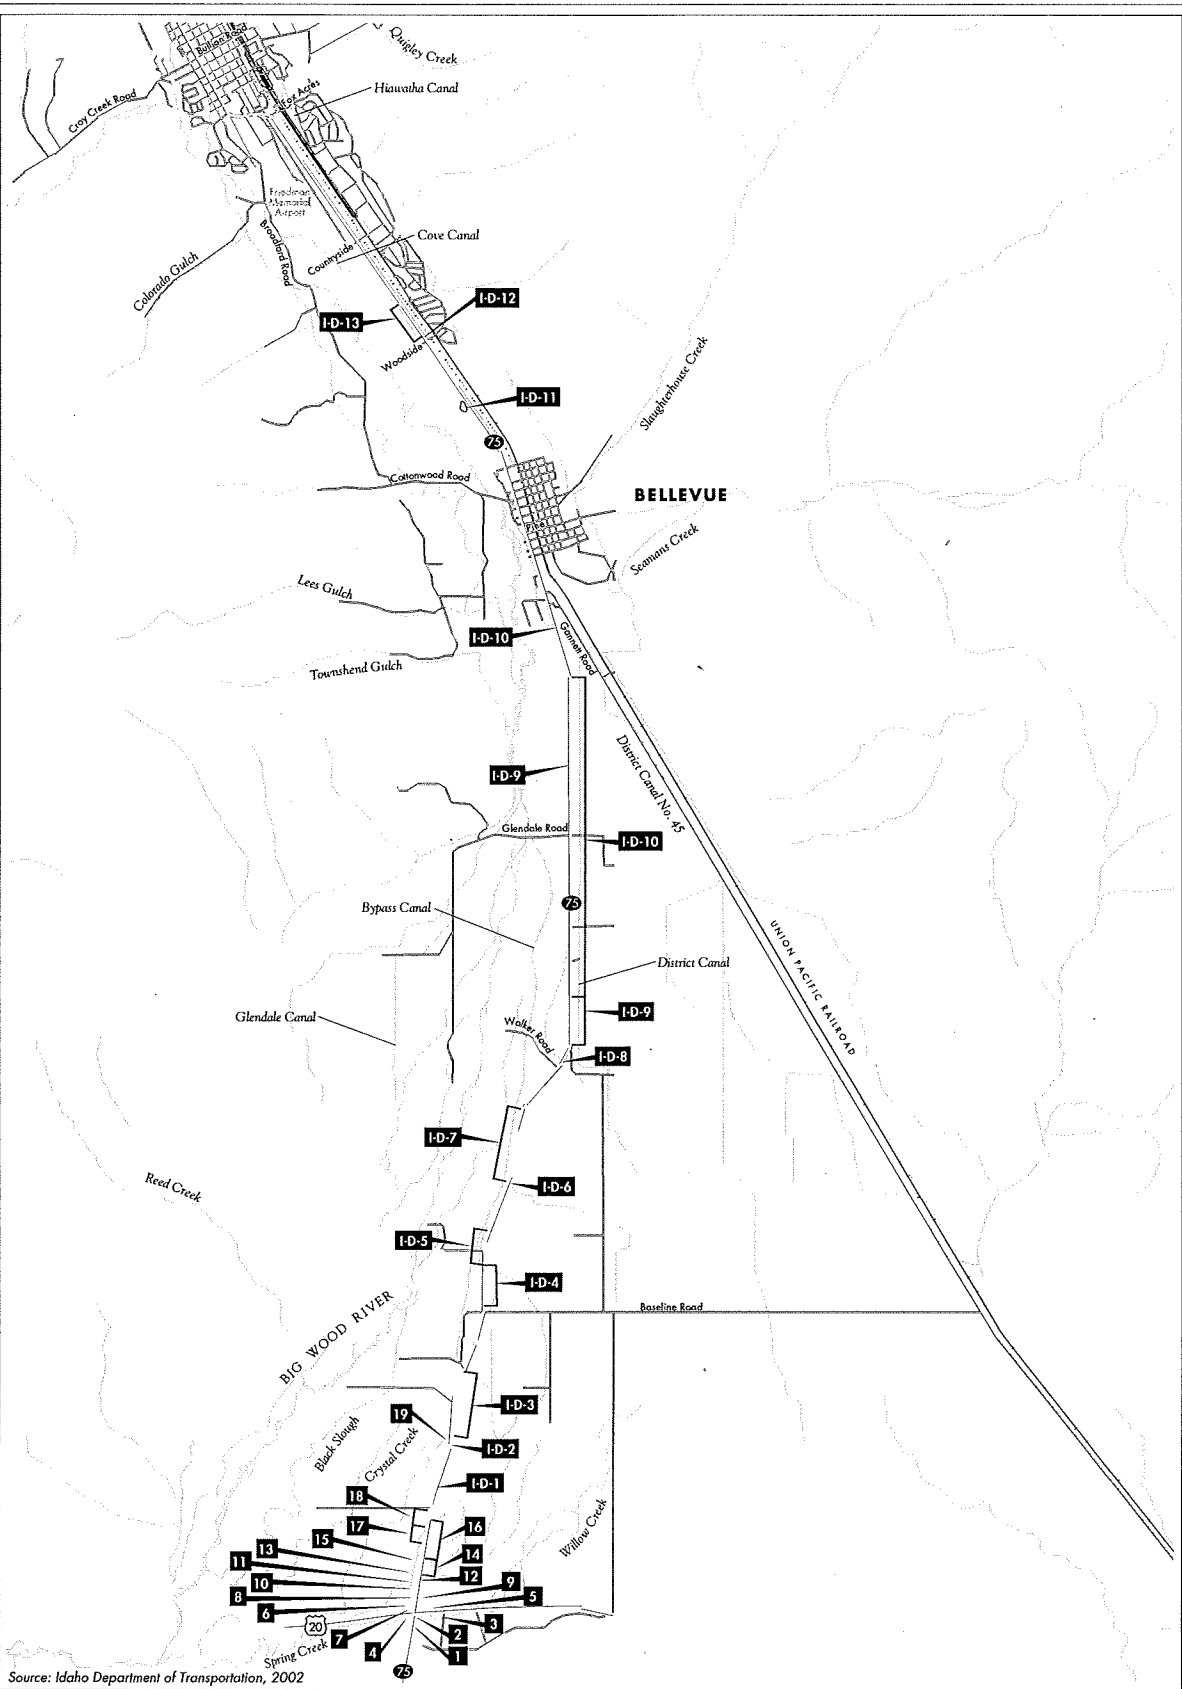 Bullion Road
Quigley Creek
Hiawatha Canal
Fox Acres
Croy Creek Road
Friedman
Memorial
Airport
Broadford Road
Cove Canal
Countryside
Colorado Gulch
I-D-12
I-D-13
Woodside
Slaughterhouse Creek
I-D-11
75
Cottonwood Road
BELLEVUE
Pine
Seamans Creek
Lees Gulch
I-D-10
Gannett Road
Townshend Gulch
District Canal No. 45
I-D-9
Glendale Road
I-D-10
75
Bypass Canal
UNION PACIFIC RAILROAD
District Canal
Glendale Canal
I-D-9
Walker Road
I-D-8
I-D-7
Reed Creek
I-D-6
I-D-5
I-D-4
BIG WOOD RIVER
Baseline Road
I-D-3
19
Black Slough
Crystal Creek
I-D-2
I-D-1
18
Willow Creek
17
16
15
13
14
11
12
10
9
8
5
6
20
3
7
2
4
1
Spring Creek
75
Source: Idaho Department of Transportation, 2002